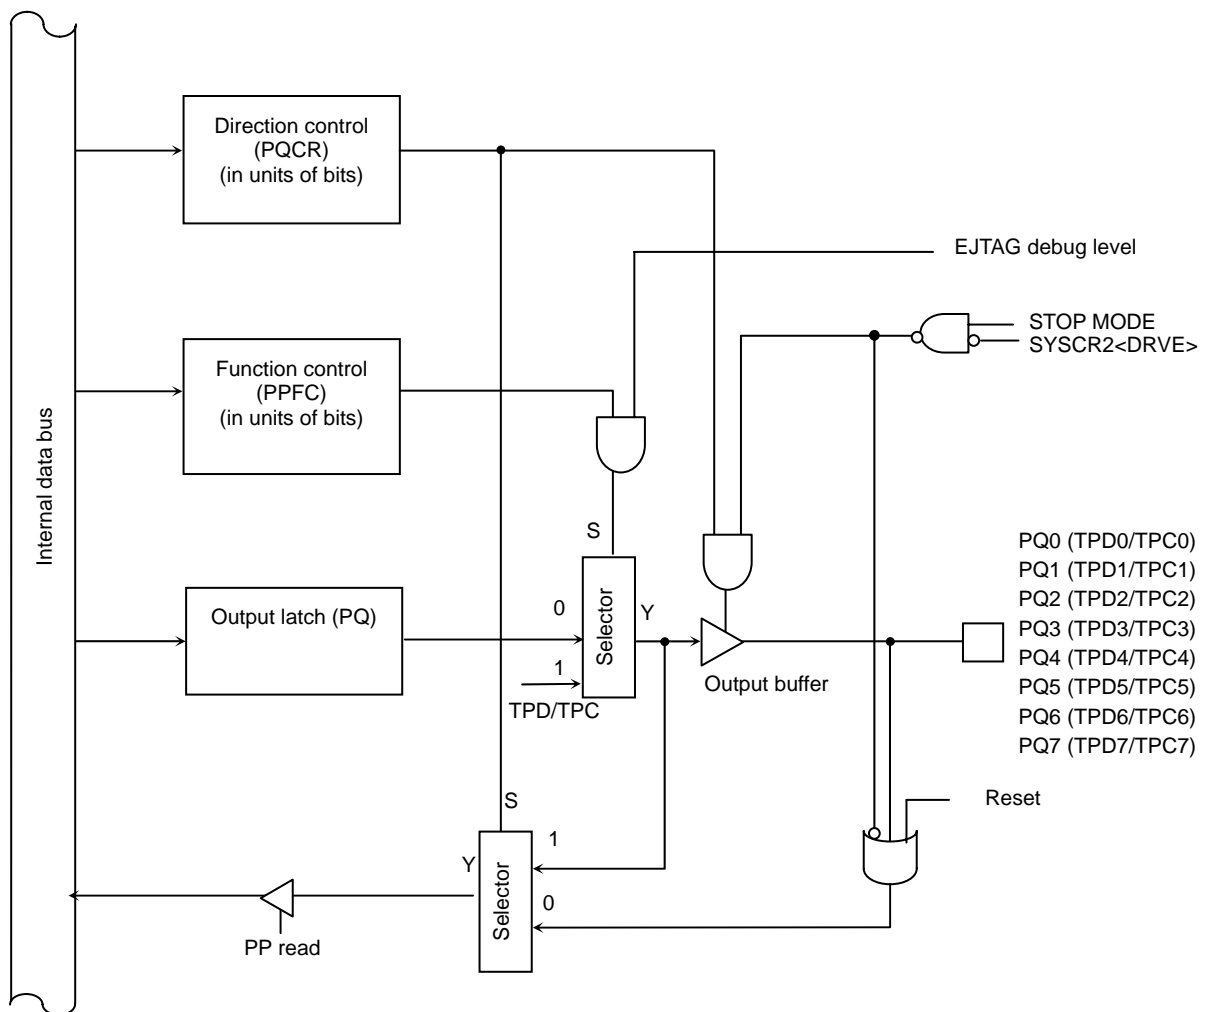 Direction control
(PQCR)
(in units of bits)
EJTAG debug level
STOP MODE
SYSCR2<DRVE>
Function control
(PPFC)
(in units of bits)
Internal data bus
S
PQ0 (TPD0/TPC0)
PQ1 (TPD1/TPC1)
PQ2 (TPD2/TPC2)
PQ3 (TPD3/TPC3)
PQ4 (TPD4/TPC4)
PQ5 (TPD5/TPC5)
PQ6 (TPD6/TPC6)
PQ7 (TPD7/TPC7)
Output latch (PQ)
0
Selector
Y
1
TPD/TPC
Output buffer
Reset
S
1
Y
Selector
0
PP read